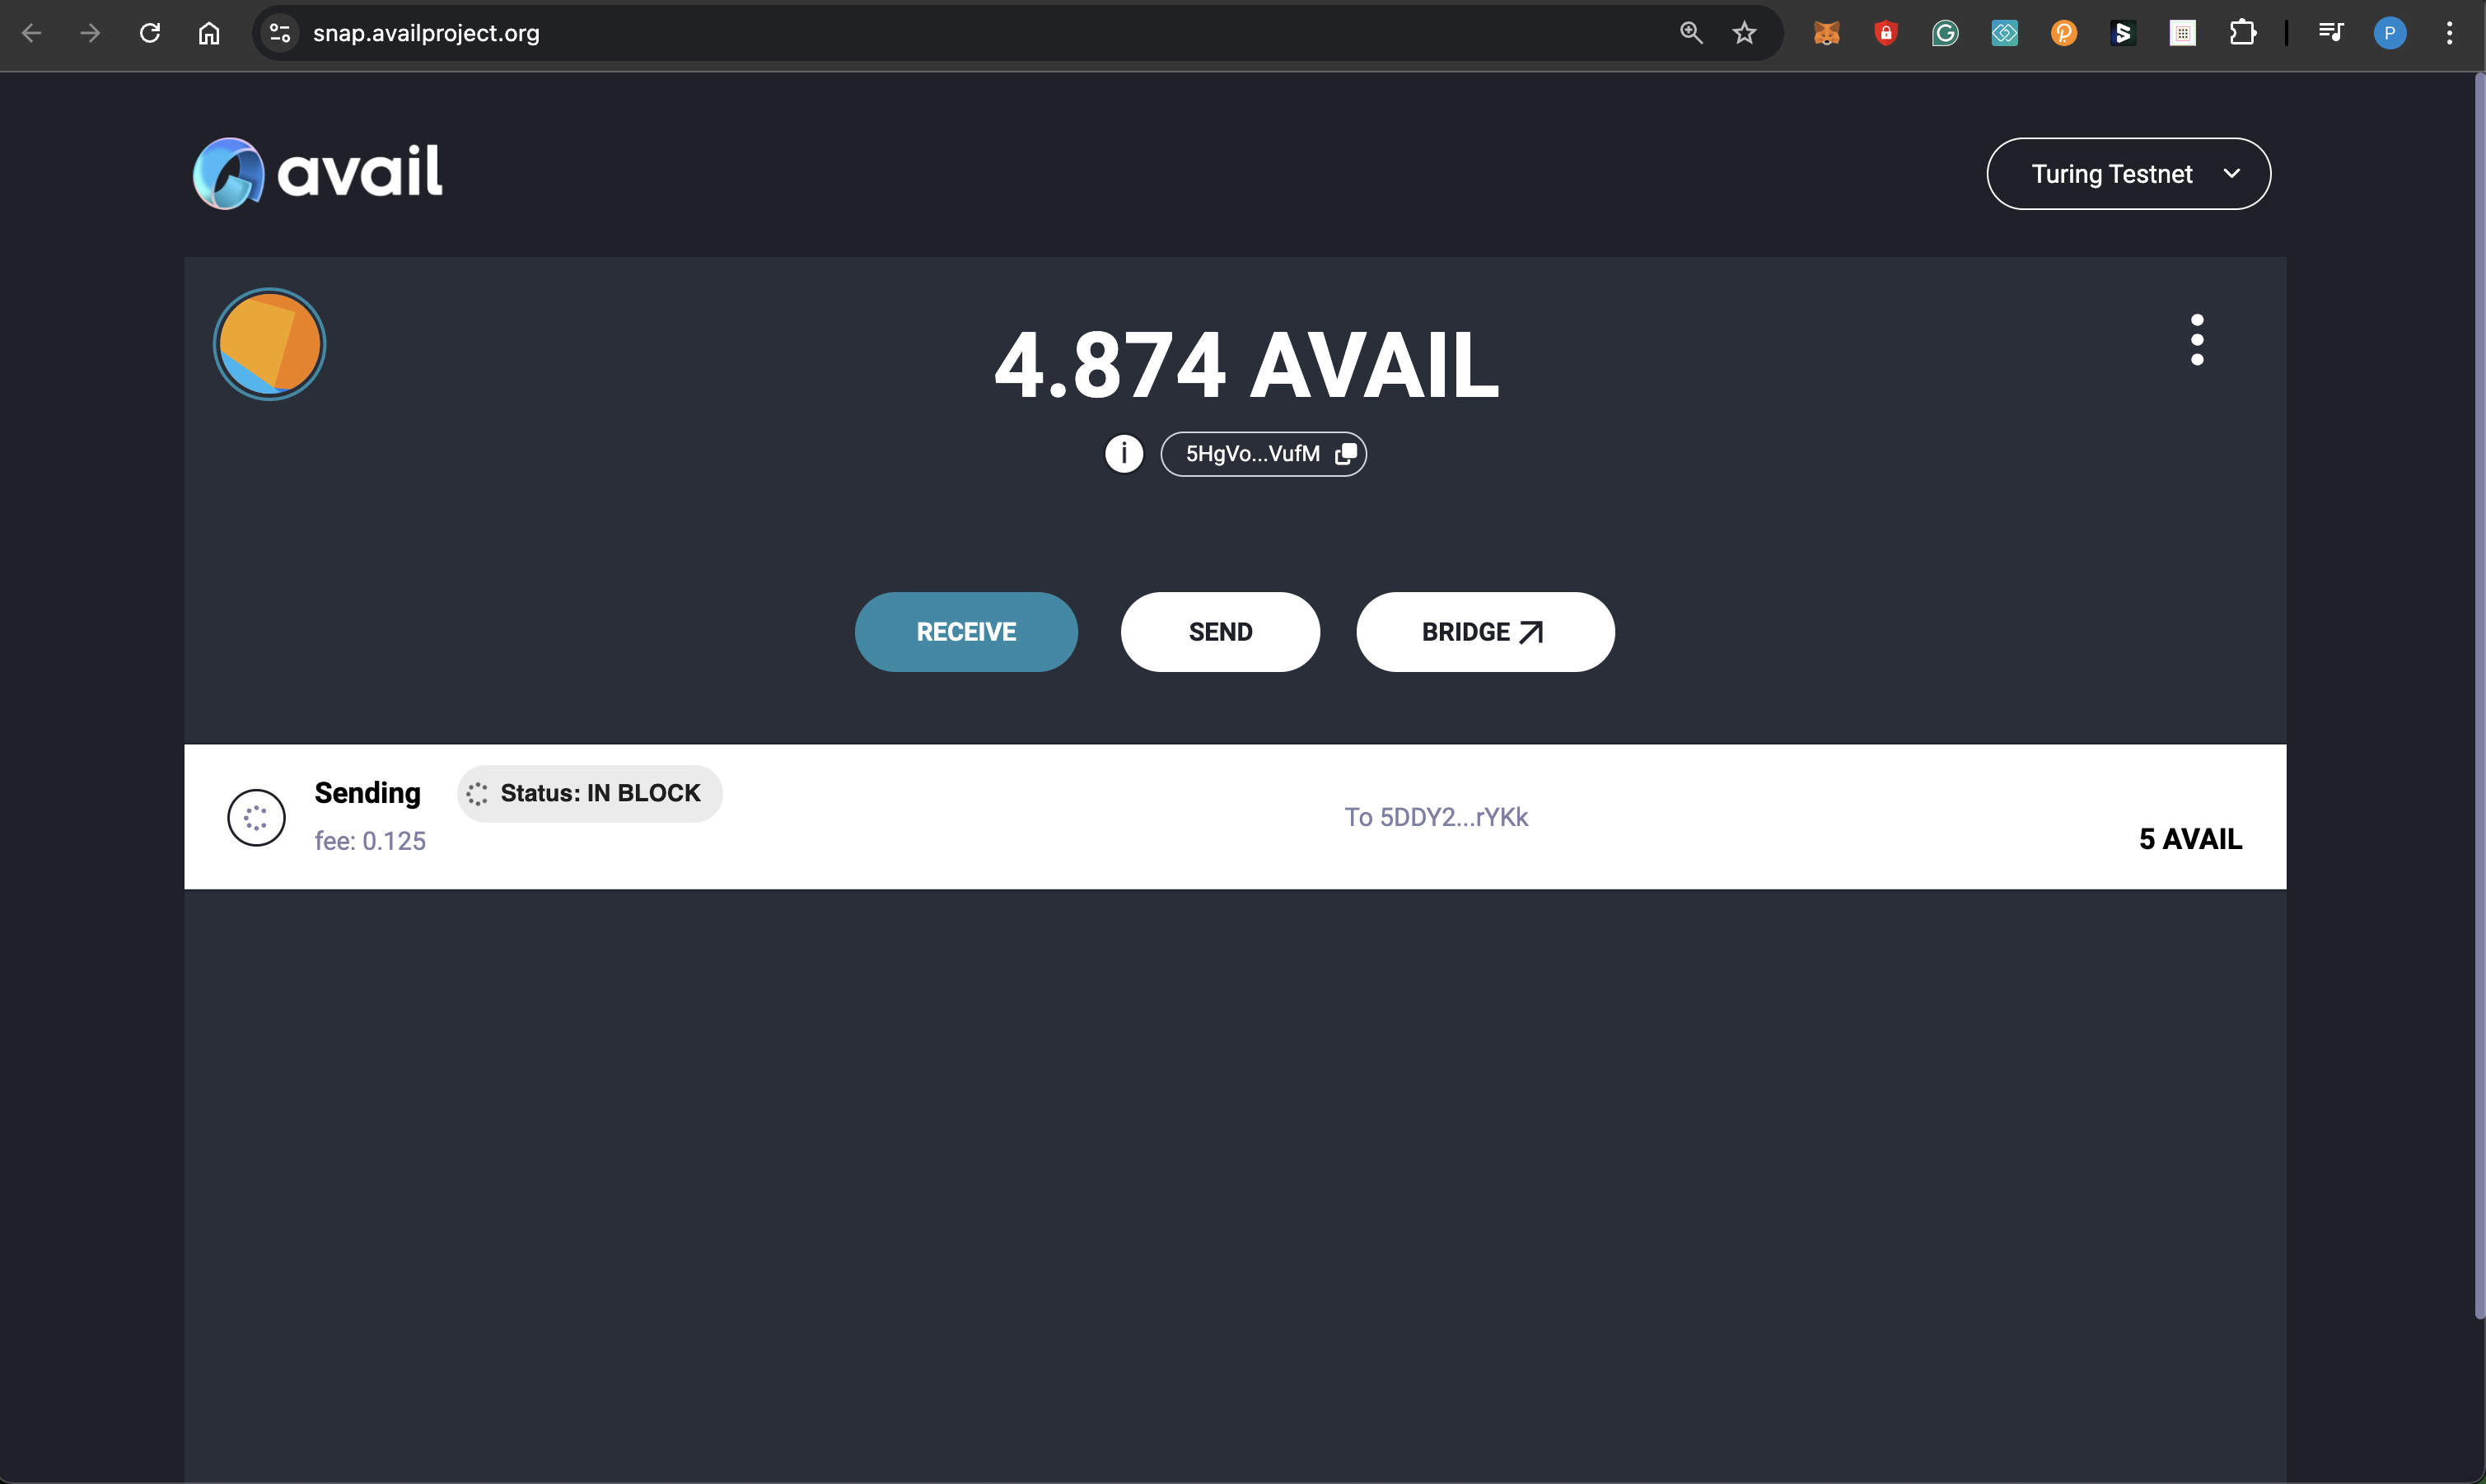 snap.availproject.org
P
avail
Turing Testnet
4.874 AVAIL
i
5HgVo...VufM
RECEIVE
SEND
BRIDGE
Sending
Status: IN BLOCK
fee: 0.125
To 5DDY2...rYKk
5 AVAIL